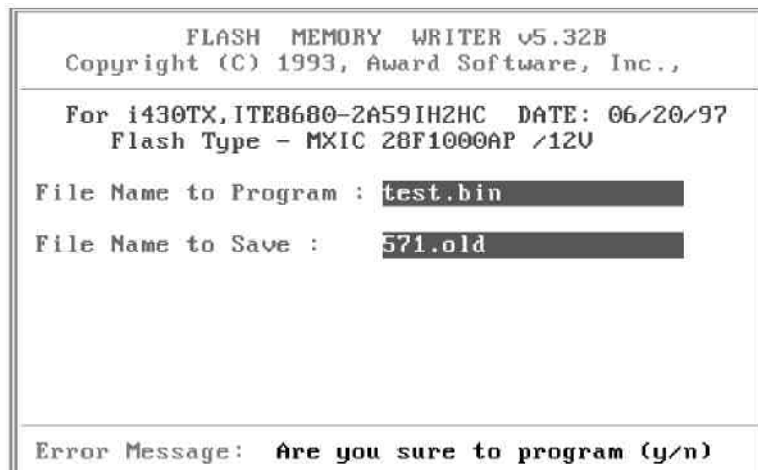 FLASH MEMORY WRITER v5.32B
Copyright (C) 1993, Award Software, Inc.,
For i430TX,ITE8680-2A59IH2HC DATE: 06/20/97
Flash Type - MXIC 28F1000AP /12V
File Name to Program : test.bin
File Name to Save : 571.old
Error Message: Are you sure to program (y/n)